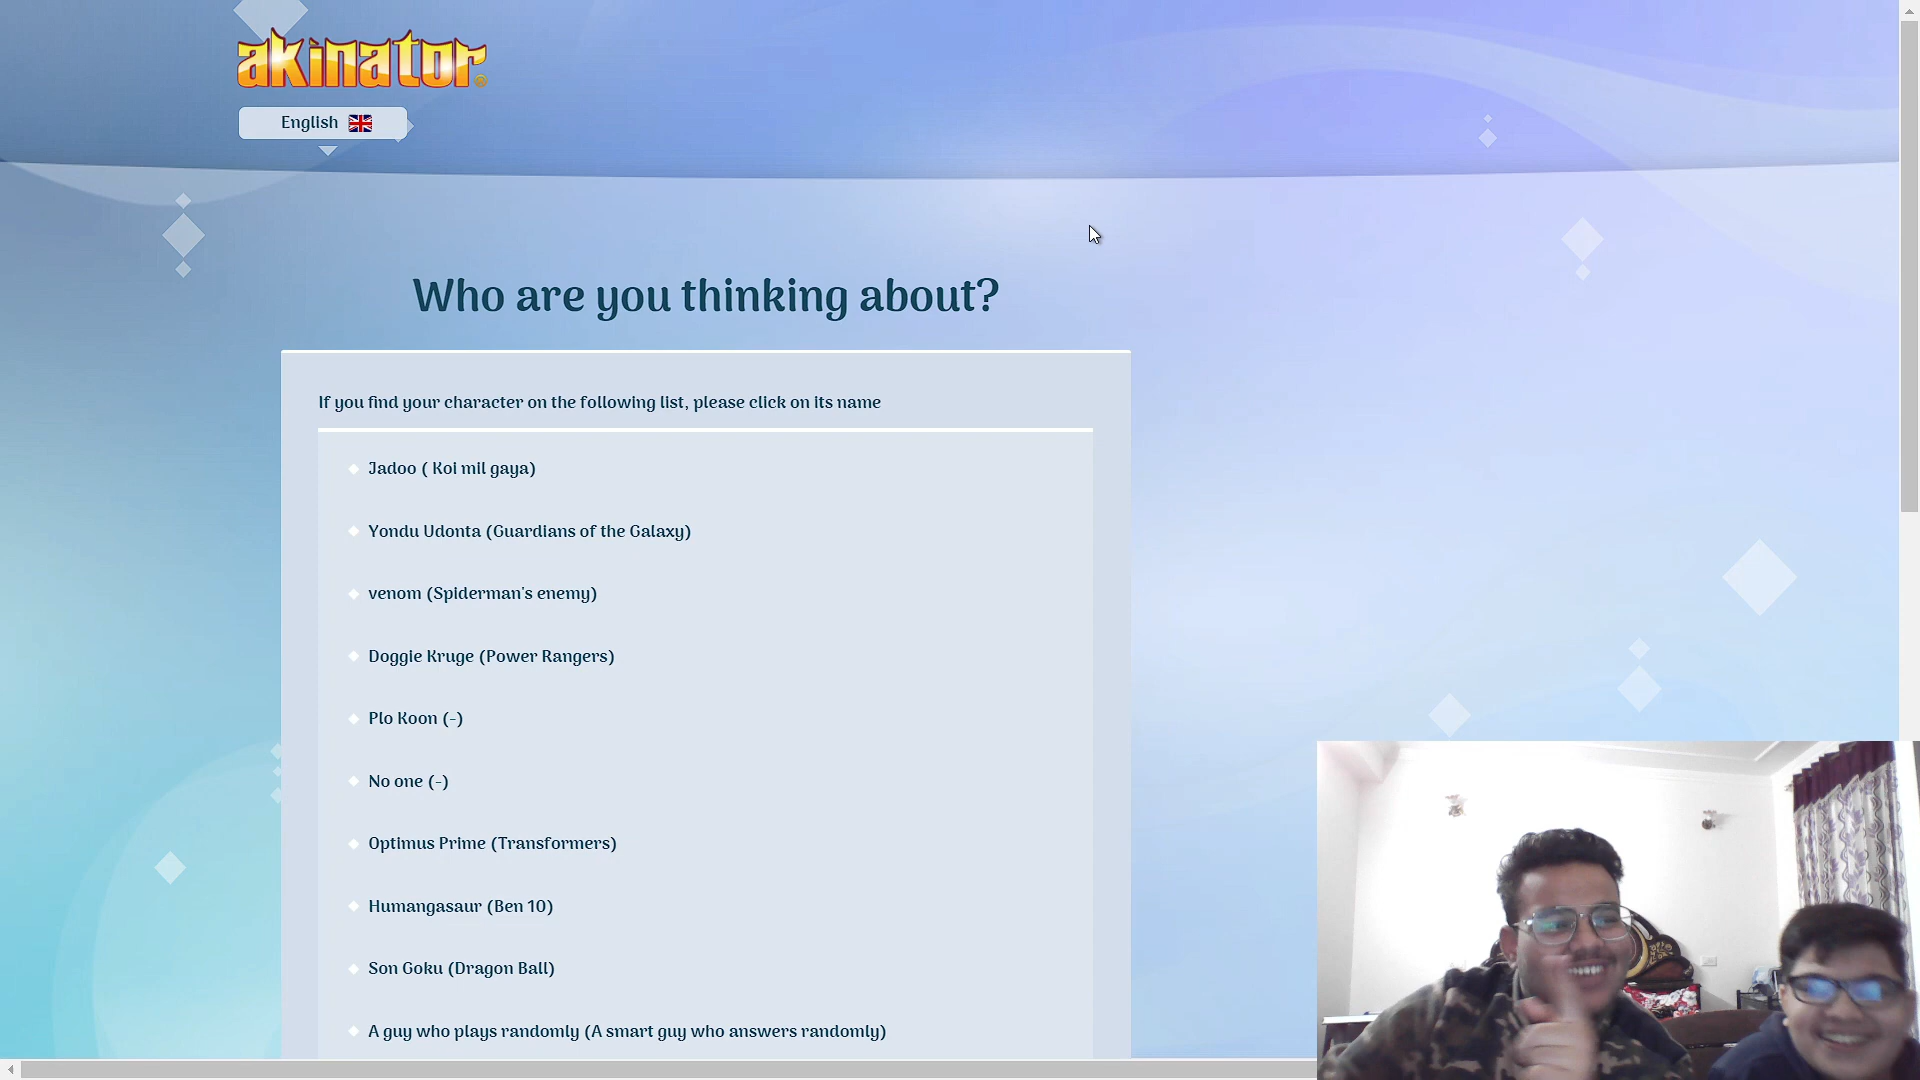 akinator®
English
Who are you thinking about?
If you find your character on the following list, please click on its name
Jadoo ( Koi mil gaya)
Yondu Udonta (Guardians of the Galaxy)
venom (Spiderman's enemy)
Doggie Kruge (Power Rangers)
Plo Koon (-)
No one (-)
Optimus Prime (Transformers)
Humangasaur (Ben 10)
Son Goku (Dragon Ball)
A guy who plays randomly (A smart guy who answers randomly)